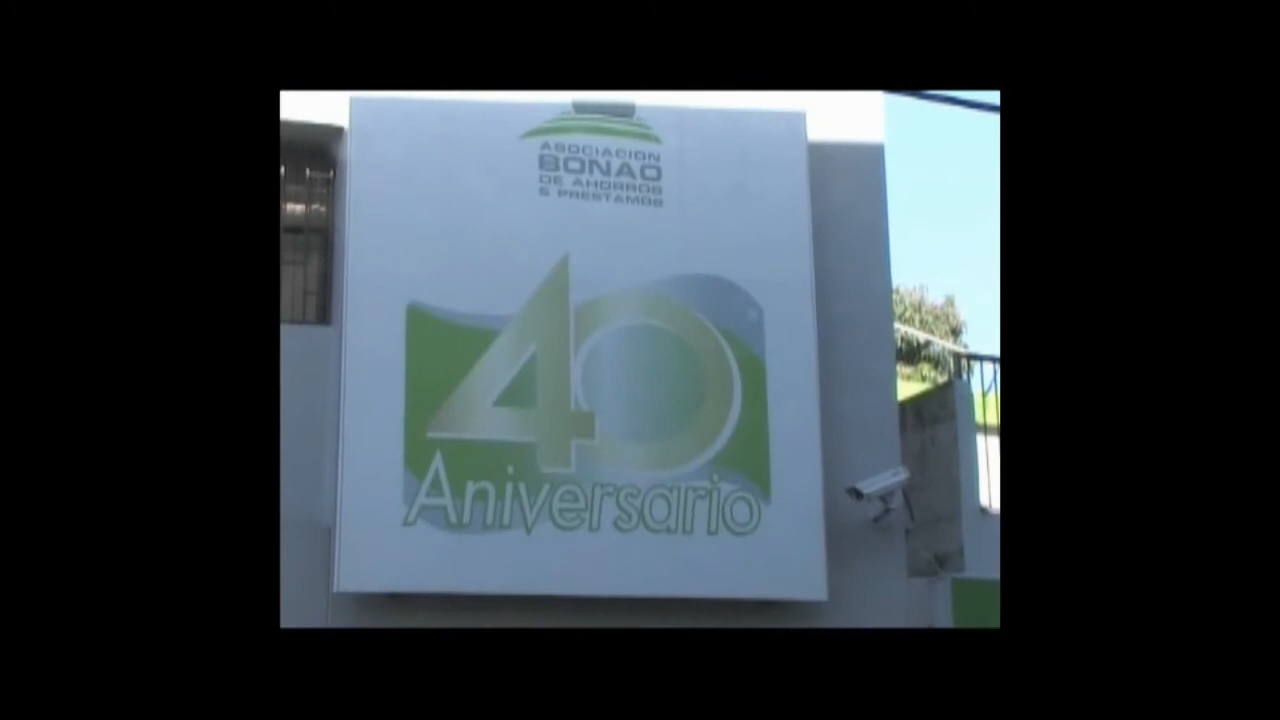 ASOCIACION
BONAO
DE AHORROS
& PRESTAMOS
40
Aniversario